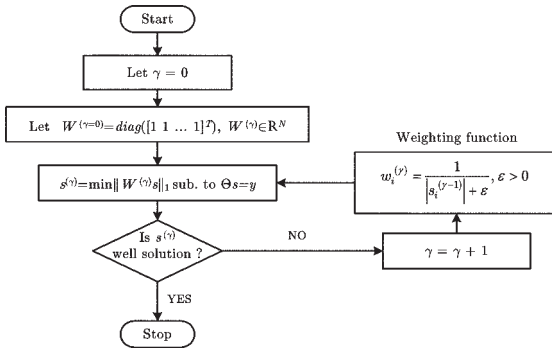 Start
Let γ = 0
Let W^(γ=0)=diag([1 1 ... 1]^T), W^(γ)∈R^N
Weighting function
s^(γ)=min‖ W^(γ)s‖₁ sub. to Θs=y
w_i^(γ) = 1 / (|s_i^(γ-1)| + ε), ε > 0
Is s^(γ)
well solution ?
NO
γ = γ + 1
YES
Stop